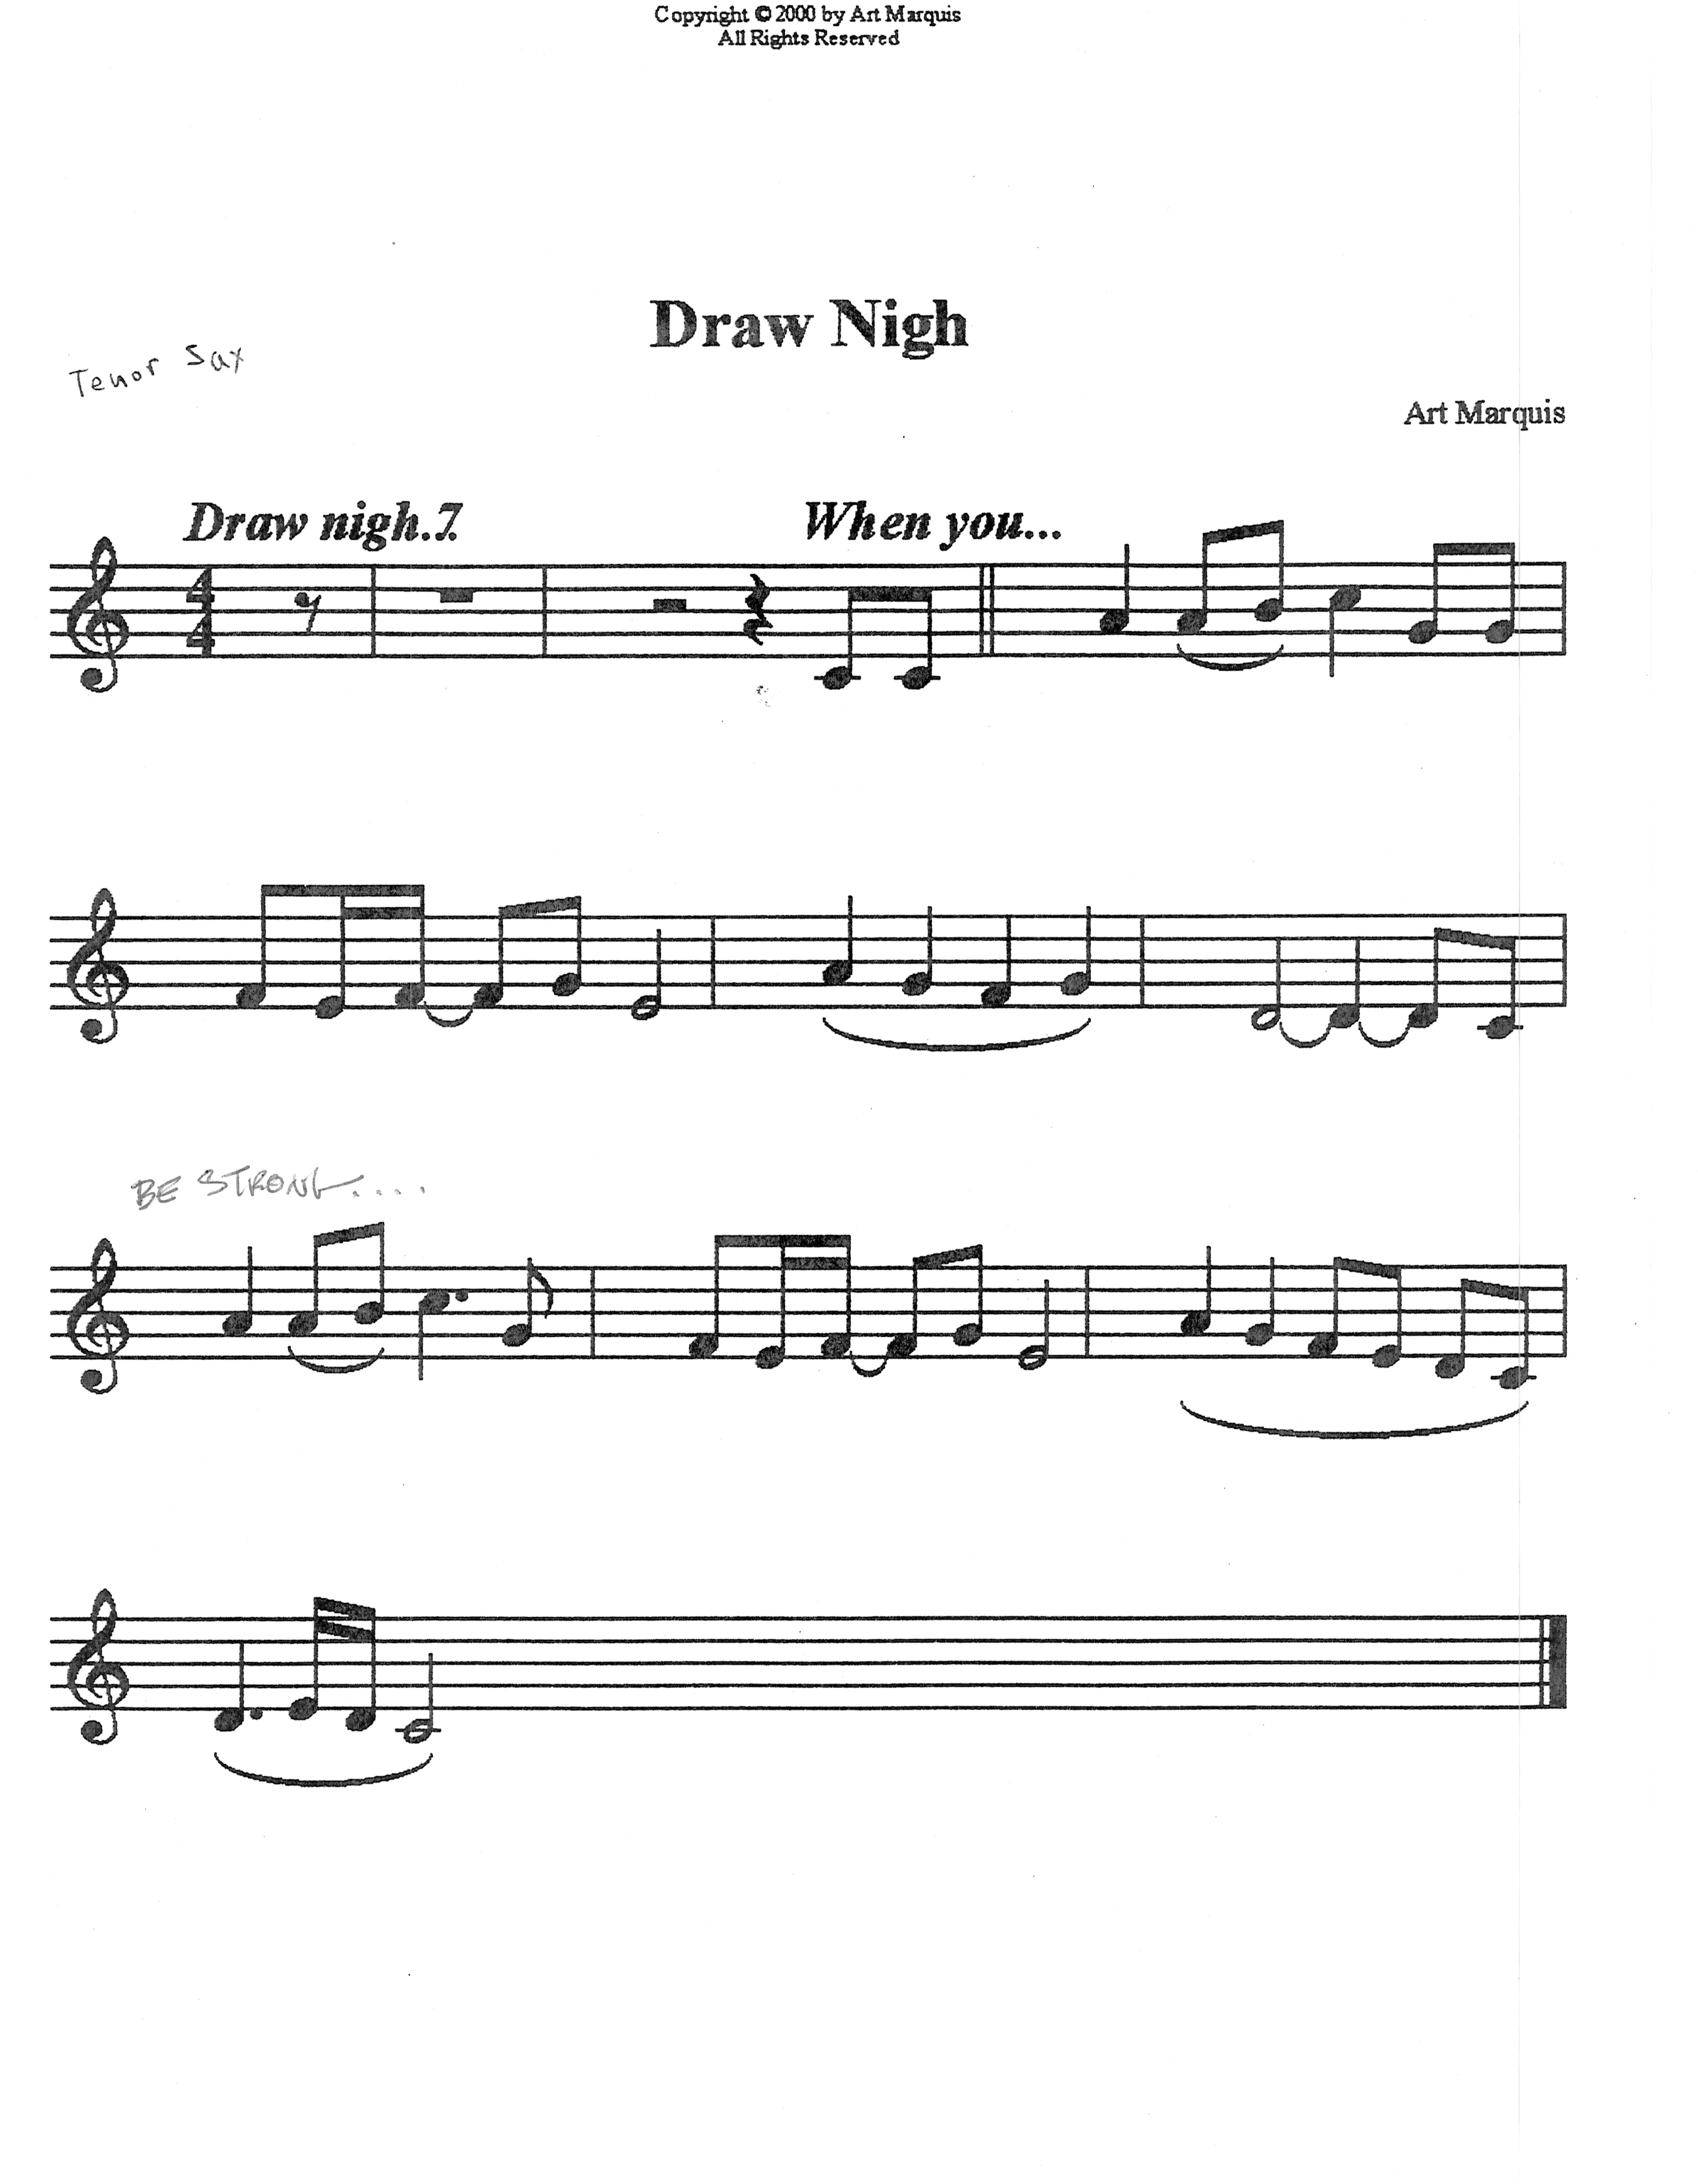 Copyright © 2000 by Art Marquis
All Rights Reserved
Draw Nigh
Tenor Sax
Art Marquis
Draw nigh.7. When you...
4
4
BE STRONG....